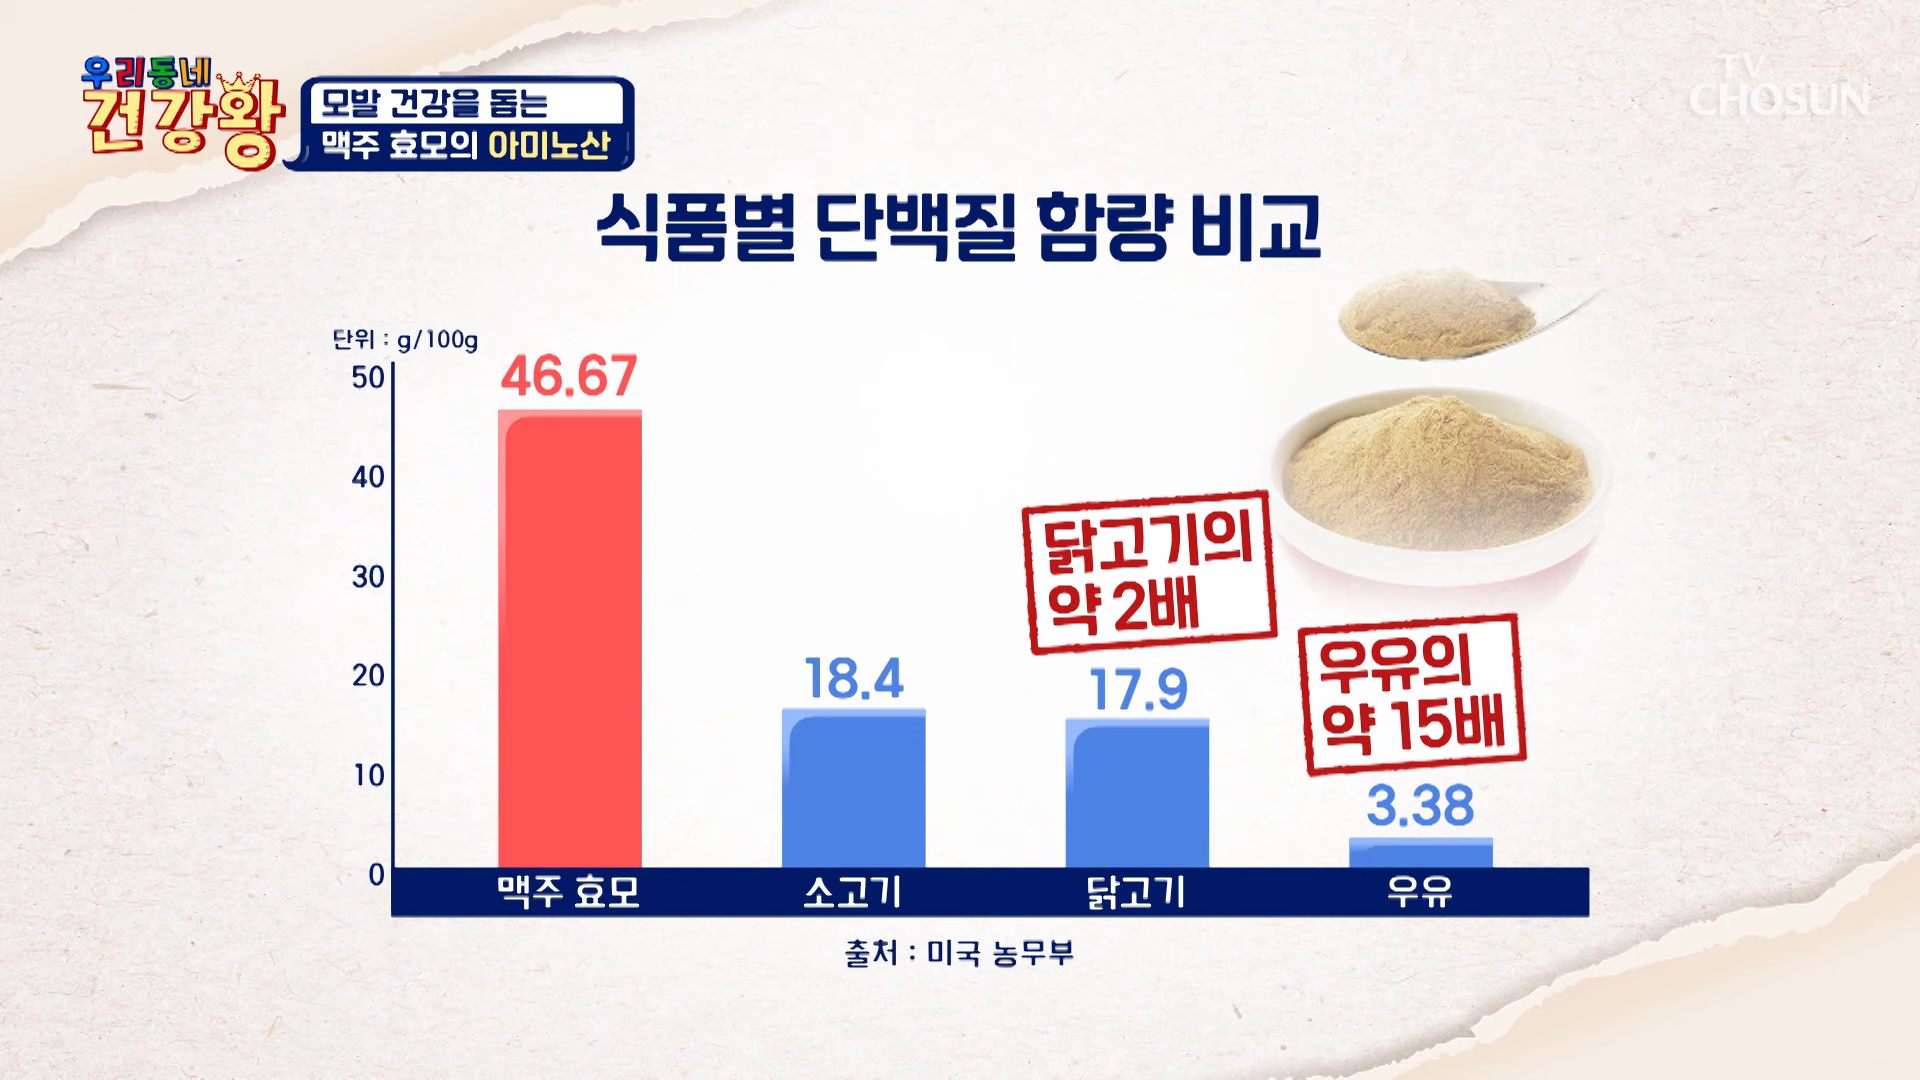 우리동네
건강왕
모발 건강을 돕는
맥주 효모의 아미노산
TV
CHOSUN
식품별 단백질 함량 비교
단위 : g/100g
50
40
30
20
10
0
46.67
18.4
17.9
3.38
닭고기의
약 2배
우유의
약 15배
맥주 효모
소고기
닭고기
우유
출처 : 미국 농무부